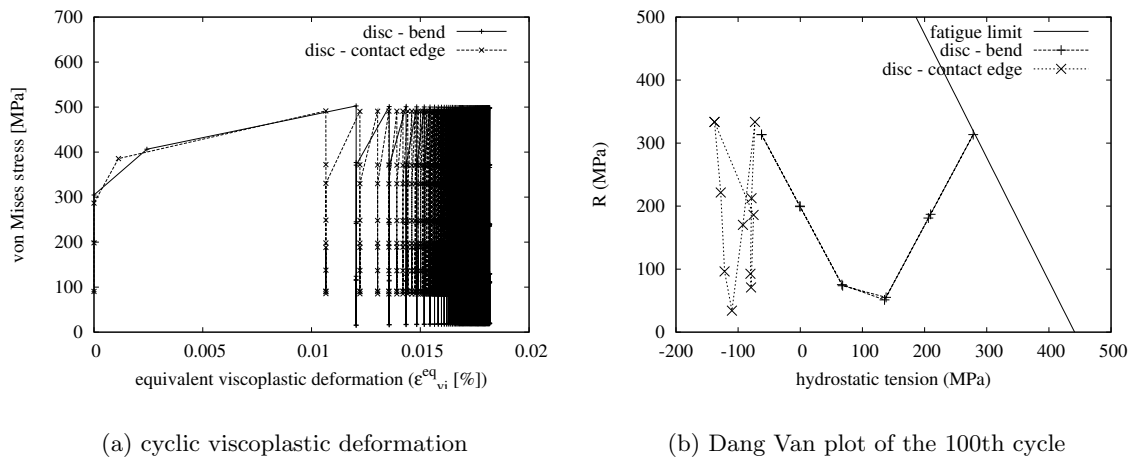 700
600
500
400
300
200
100
0
von Mises stress [MPa]
disc - bend
disc - contact edge
0 0.005 0.01 0.015 0.02
equivalent viscoplastic deformation (ε^eq_vi [%])
(a) cyclic viscoplastic deformation
500
400
300
200
100
0
R (MPa)
fatigue limit
disc - bend
disc - contact edge
-200 -100 0 100 200 300 400 500
hydrostatic tension (MPa)
(b) Dang Van plot of the 100th cycle